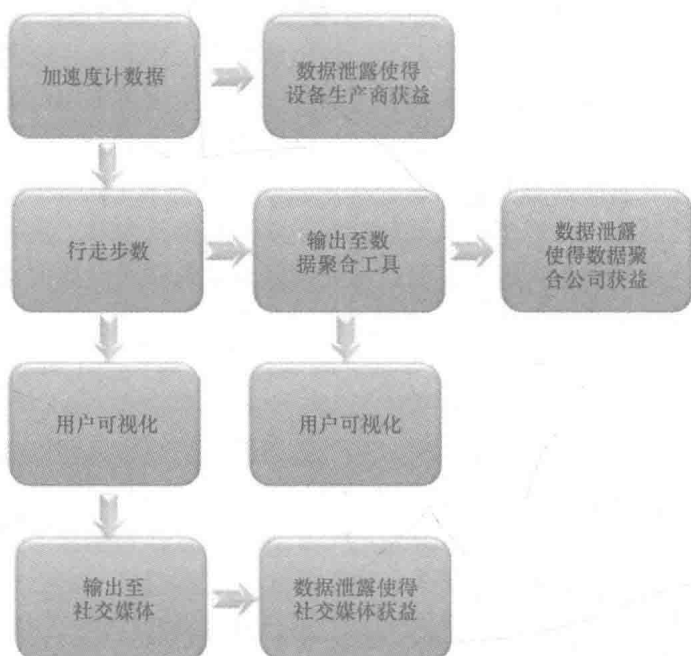 加速度计数据
数据泄露使得
设备生产商获益
行走步数
输出至数
据聚合工具
数据泄露
使得数据聚
合公司获益
用户可视化
用户可视化
输出至
社交媒体
数据泄露使得
社交媒体获益